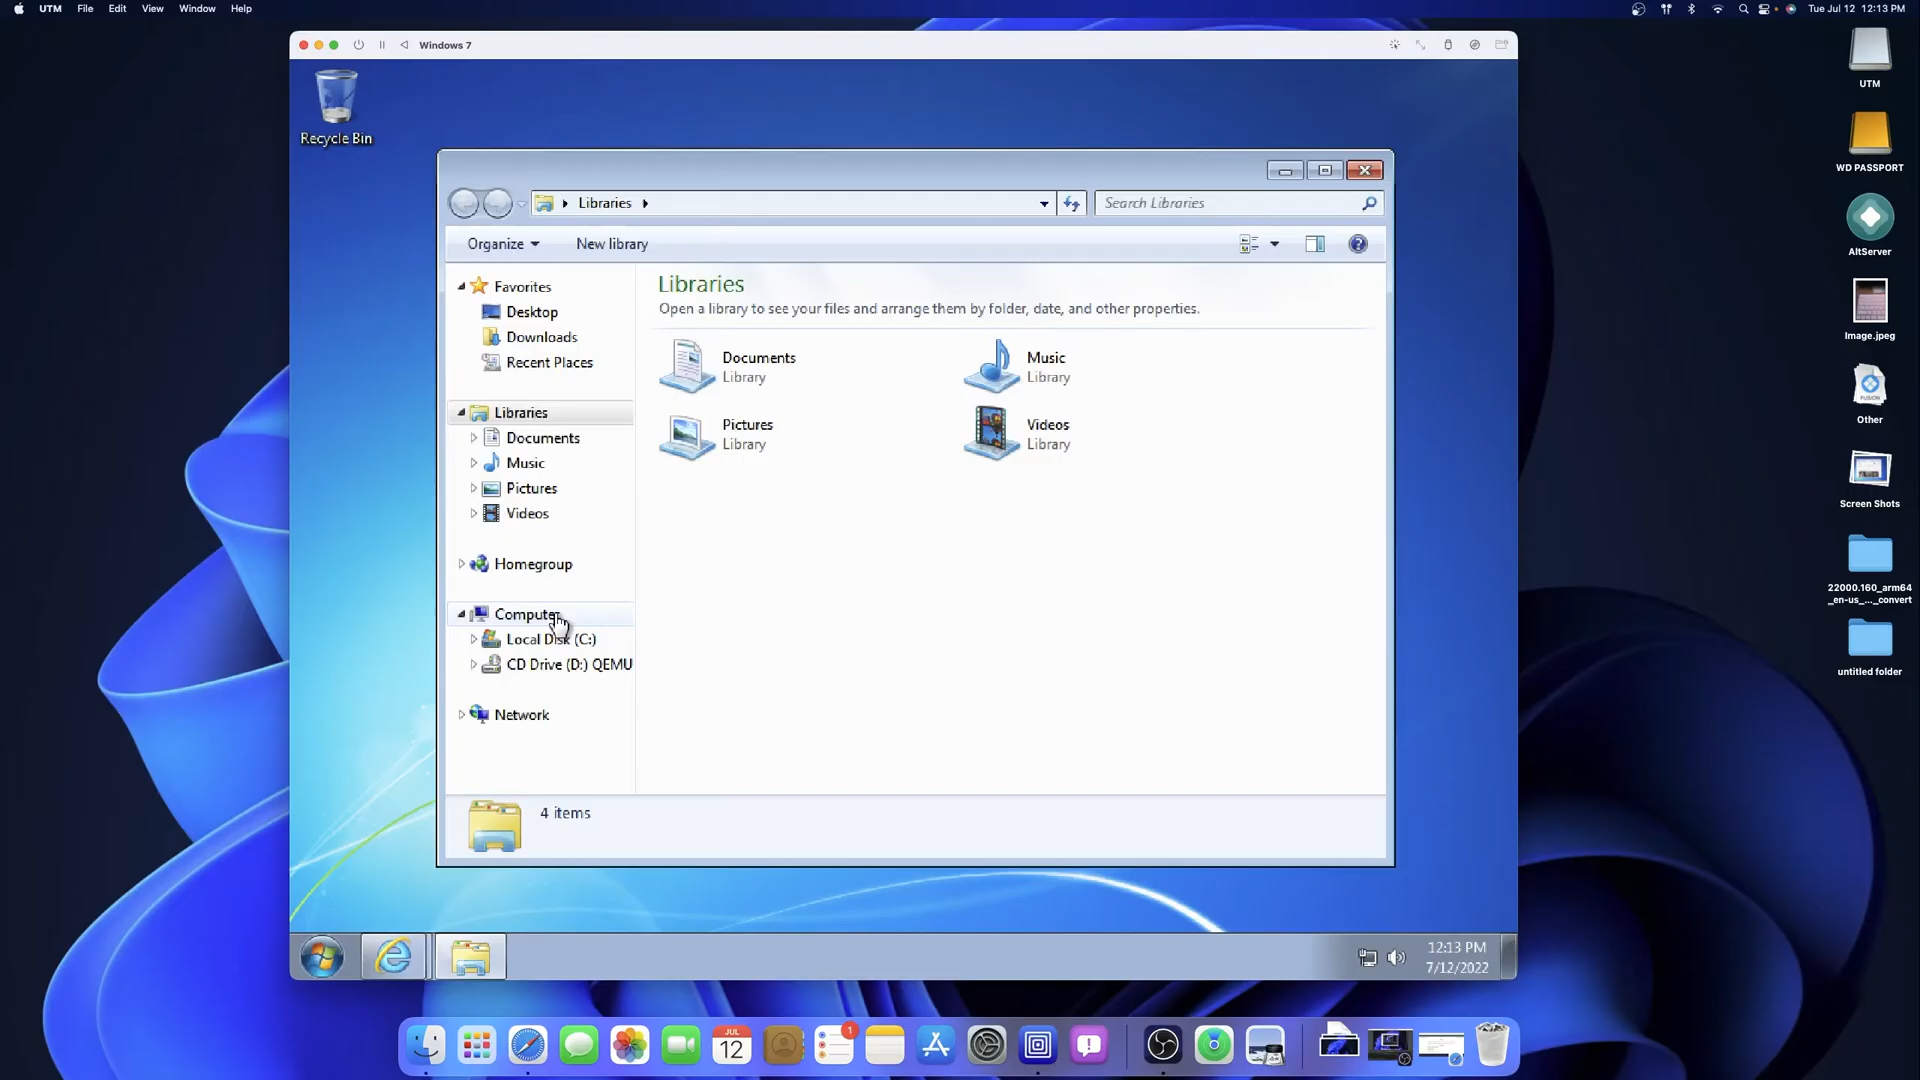 UTM File Edit View Window Help
Tue Jul 12 12:13 PM
Windows 7
Recycle Bin
Libraries
Search Libraries
Organize
New library
Favorites
Desktop
Downloads
Recent Places
Libraries
Documents
Music
Pictures
Videos
Homegroup
Computer
Local Disk (C:)
CD Drive (D:) QEMU
Network
Libraries
Open a library to see your files and arrange them by folder, date, and other properties.
Documents
Library
Music
Library
Pictures
Library
Videos
Library
4 items
12:13 PM
7/12/2022
UTM
WD PASSPORT
AltServer
Image.jpeg
FUSION
Other
Screen Shots
22000.160_arm64
_en-us_..._convert
untitled folder
JUL
12
1